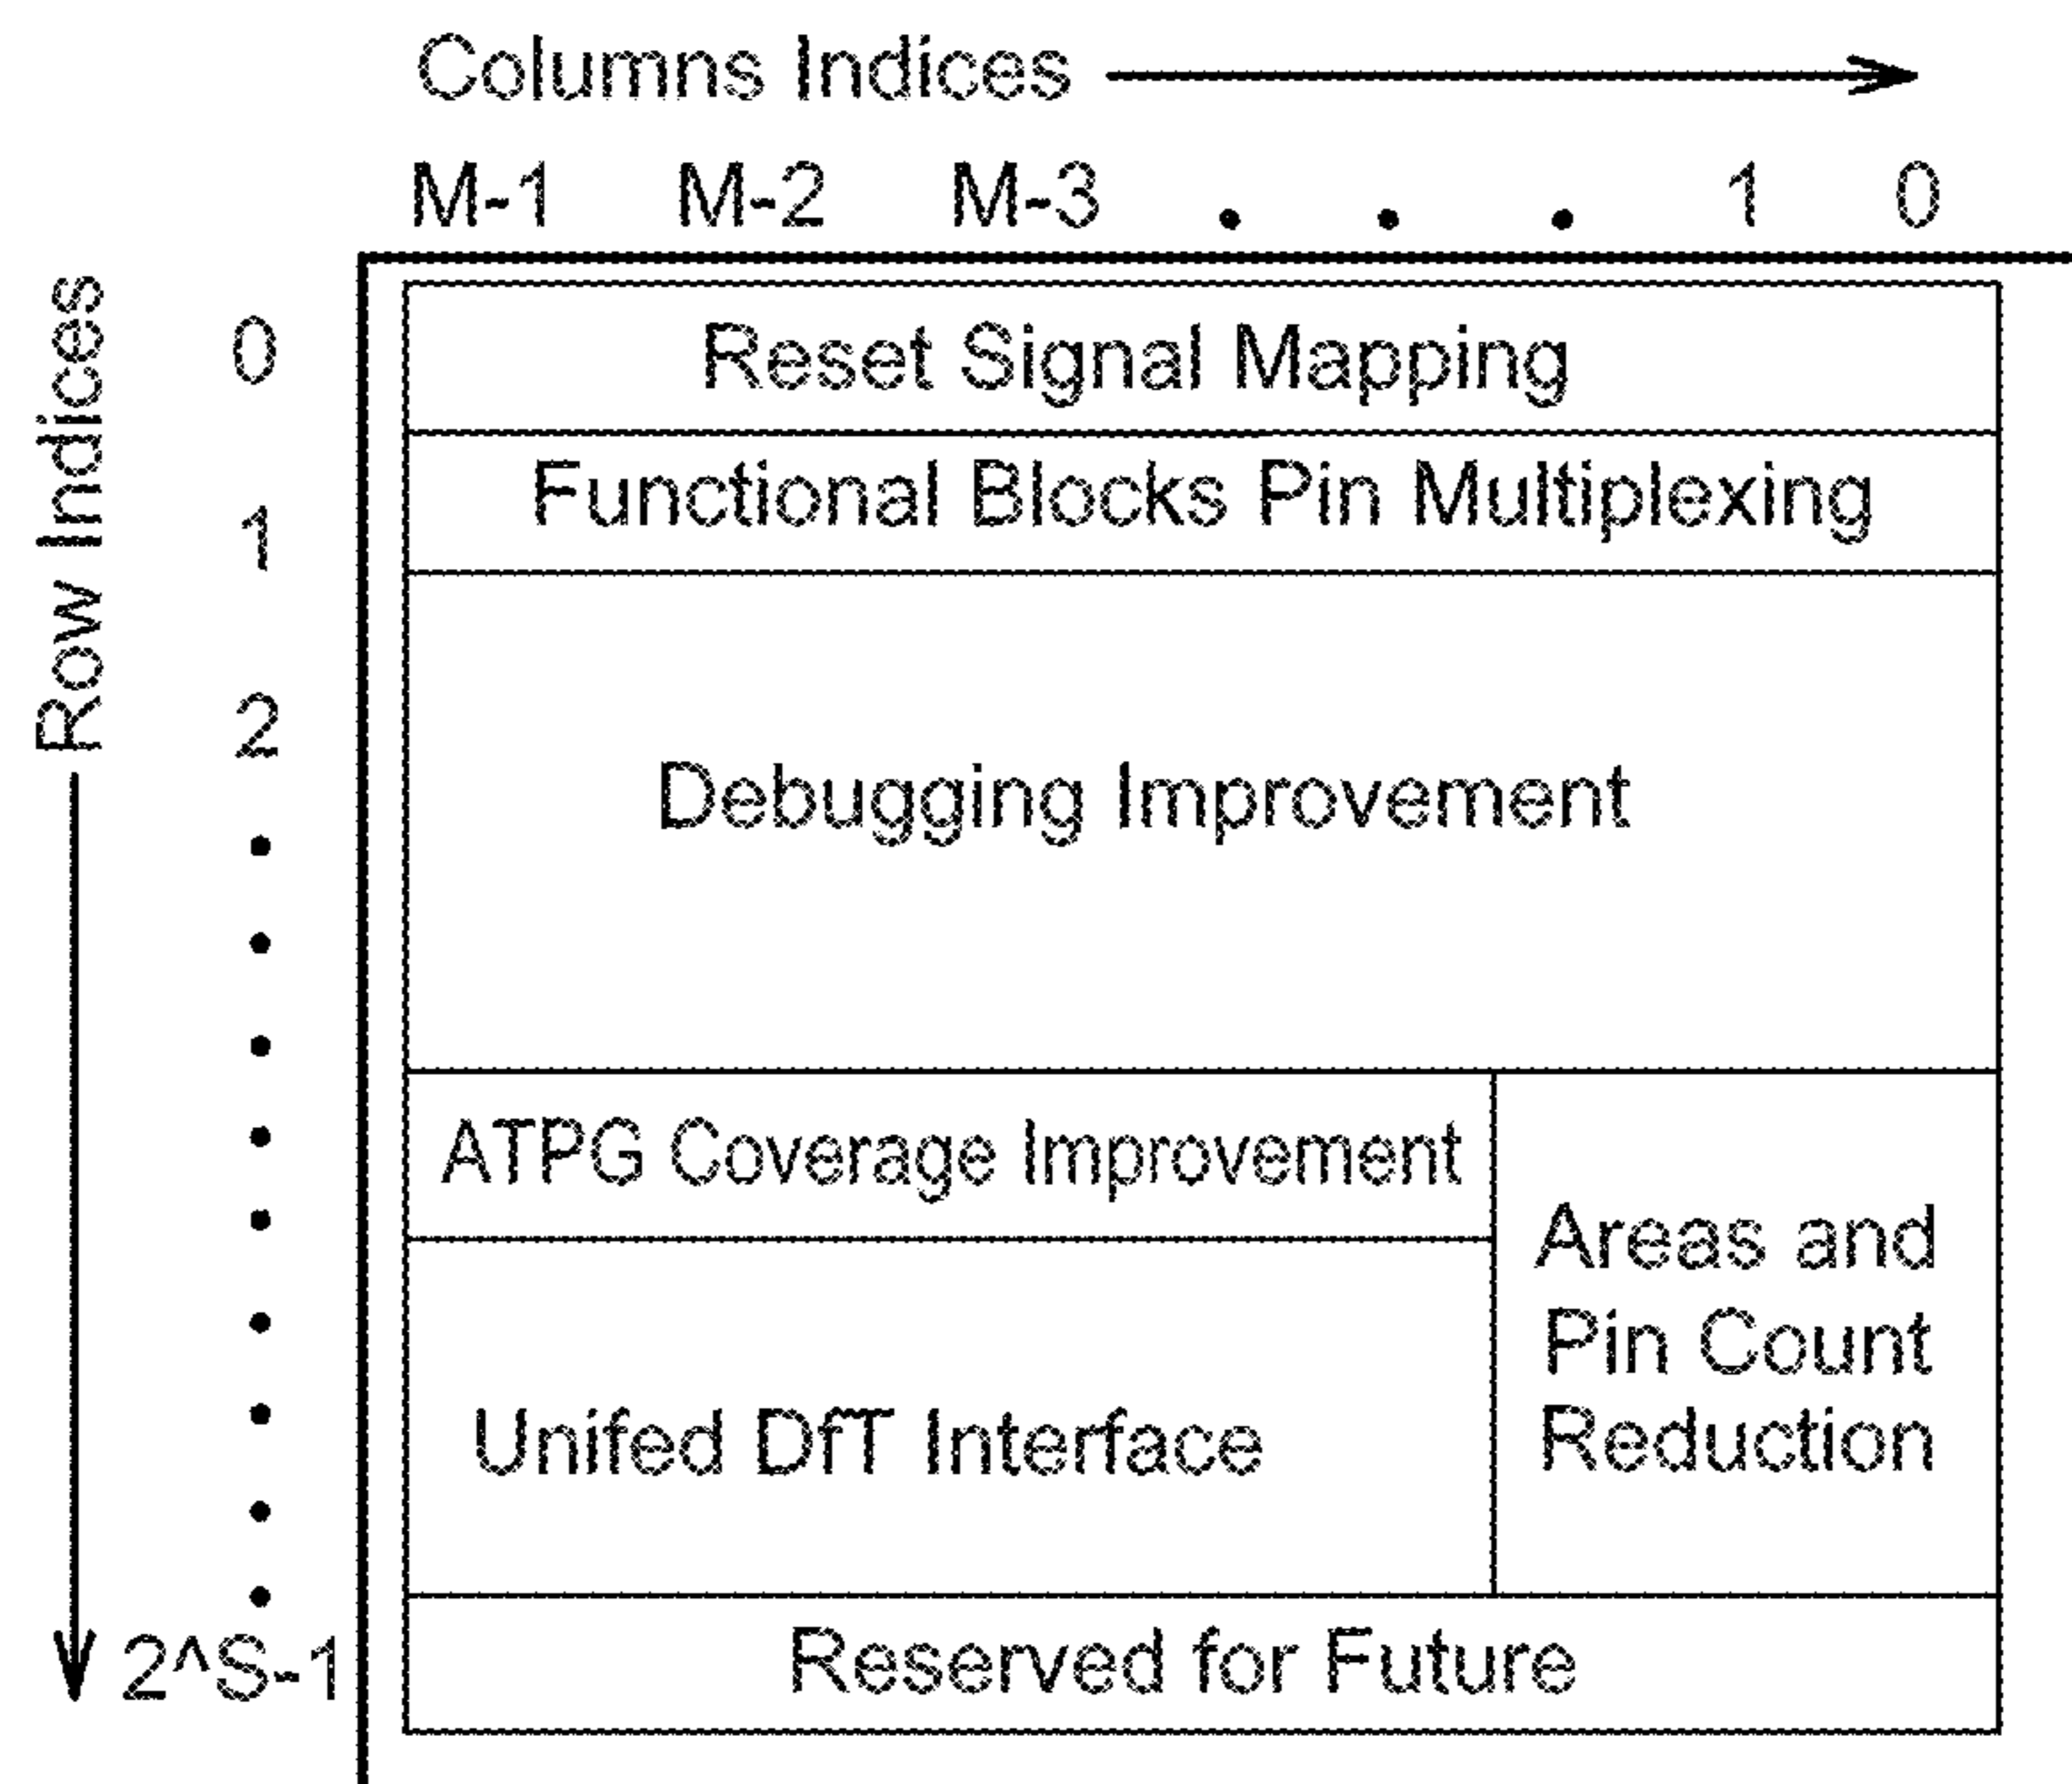 Columns Indices
M-1 M-2 M-3 . . . 1 0
Row Indices
0
Reset Signal Mapping
1
Functional Blocks Pin Multiplexing
2
Debugging Improvement
ATPG Coverage Improvement
Areas and
Pin Count
Reduction
Unifed DfT Interface
2^S-1
Reserved for Future